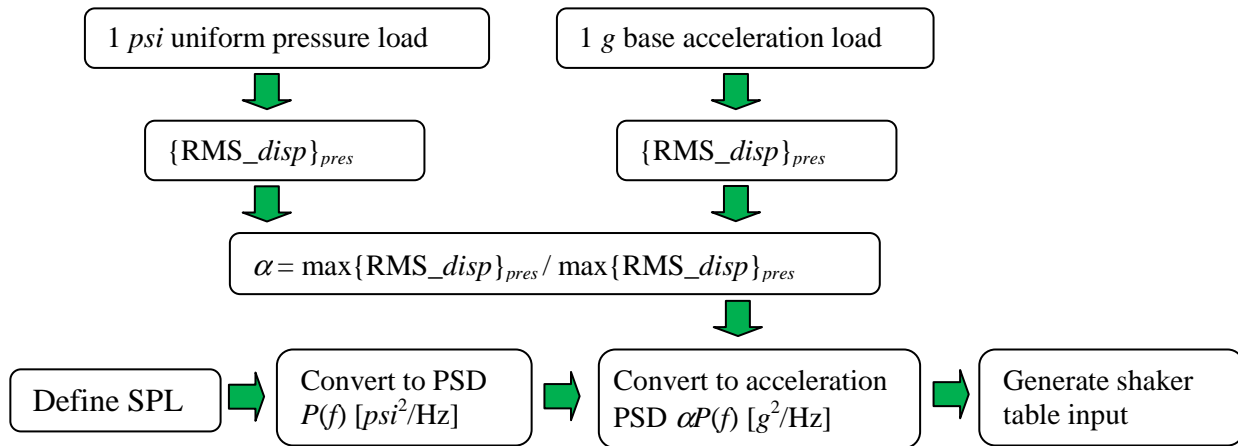 1 psi uniform pressure load
1 g base acceleration load
{RMS_disp}pres
{RMS_disp}pres
α = max{RMS_disp}pres / max{RMS_disp}pres
Define SPL
Convert to PSD
P(f) [psi²/Hz]
Convert to acceleration
PSD αP(f) [g²/Hz]
Generate shaker
table input